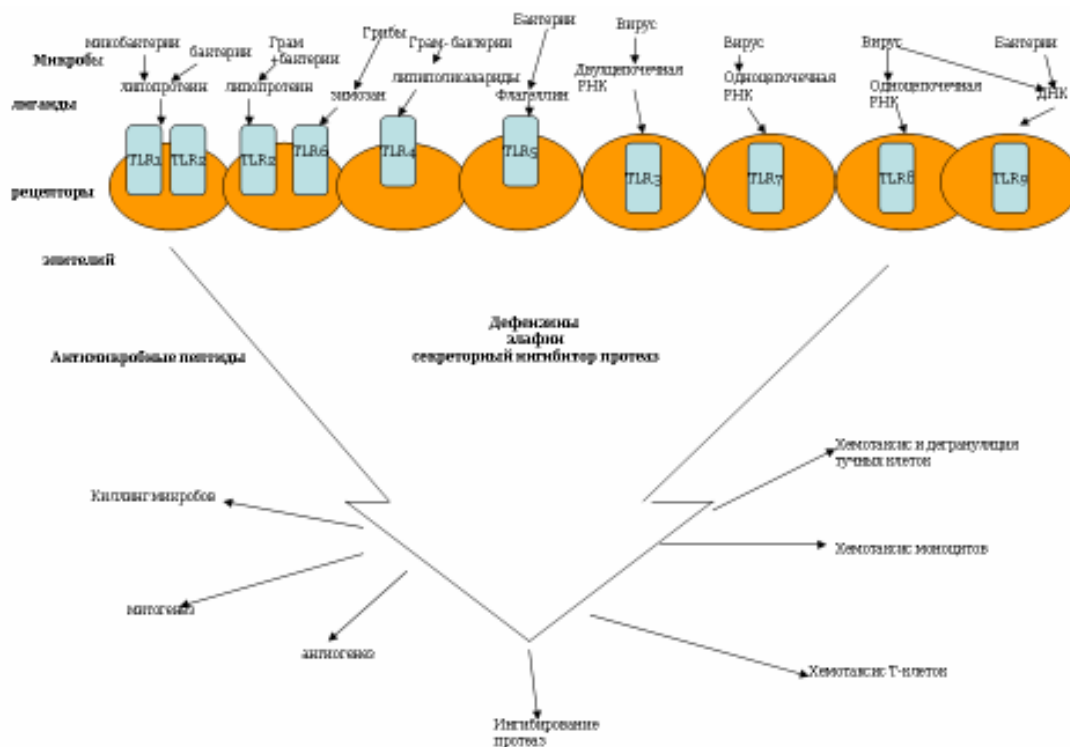 Микробы
микобактерии
бактерии
Грам
+бактерии
Грибы
Грам- бактерии
Бактерии
Вирус
Вирус
Вирус
Бактерии
лиганды
липопротеин
липопротеин
зимозан
липиполисахариды
Флагеллин
Двухцепочечная
РНК
Одноцепочечная
РНК
Одноцепочечная
РНК
ДНК
рецепторы
TLR1
TLR2
TLR2
TLR6
TLR4
TLR5
TLR3
TLR7
TLR8
TLR9
эпителий
Антимикробные пептиды
Дефензины
элафин
секреторный ингибитор протеаз
Киллинг микробов
митогенез
ангиогенез
Ингибирование
протеаз
Хемотаксис и дегрануляция
тучных клеток
Хемотаксис моноцитов
Хемотаксис Т-клеток